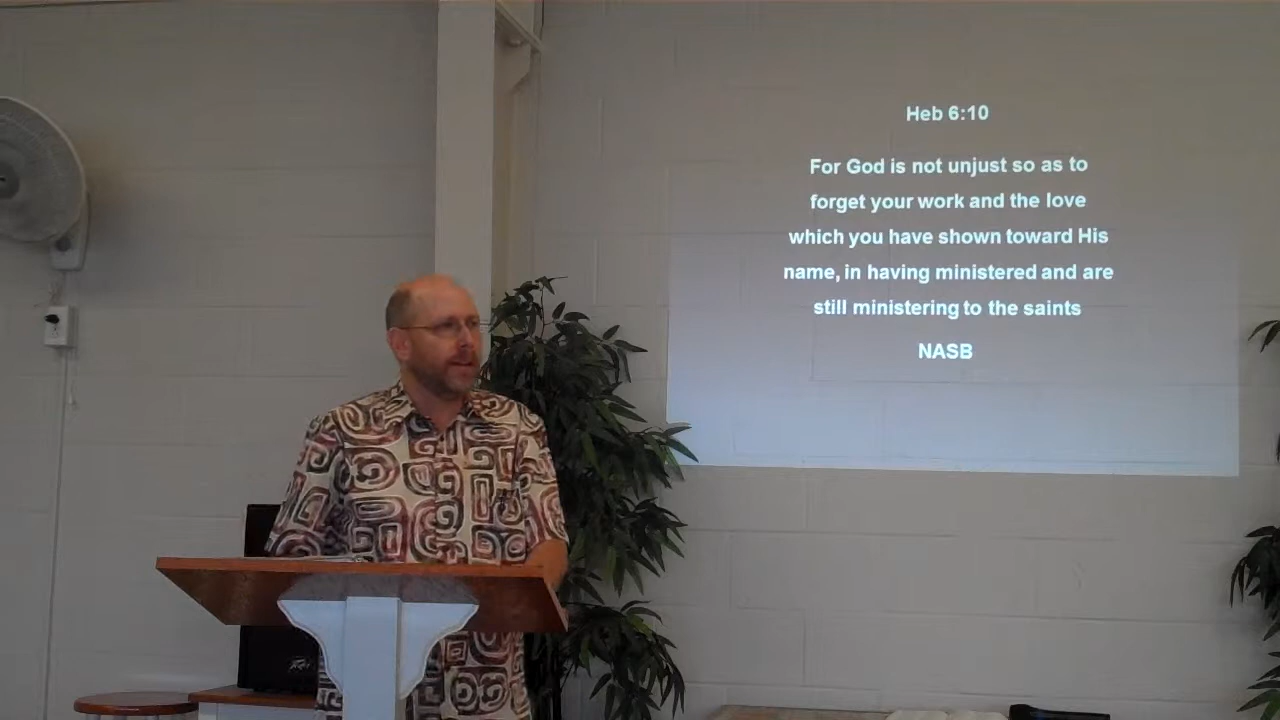 Heb 6:10
For God is not unjust so as to
forget your work and the love
which you have shown toward His
name, in having ministered and are
still ministering to the saints
NASB